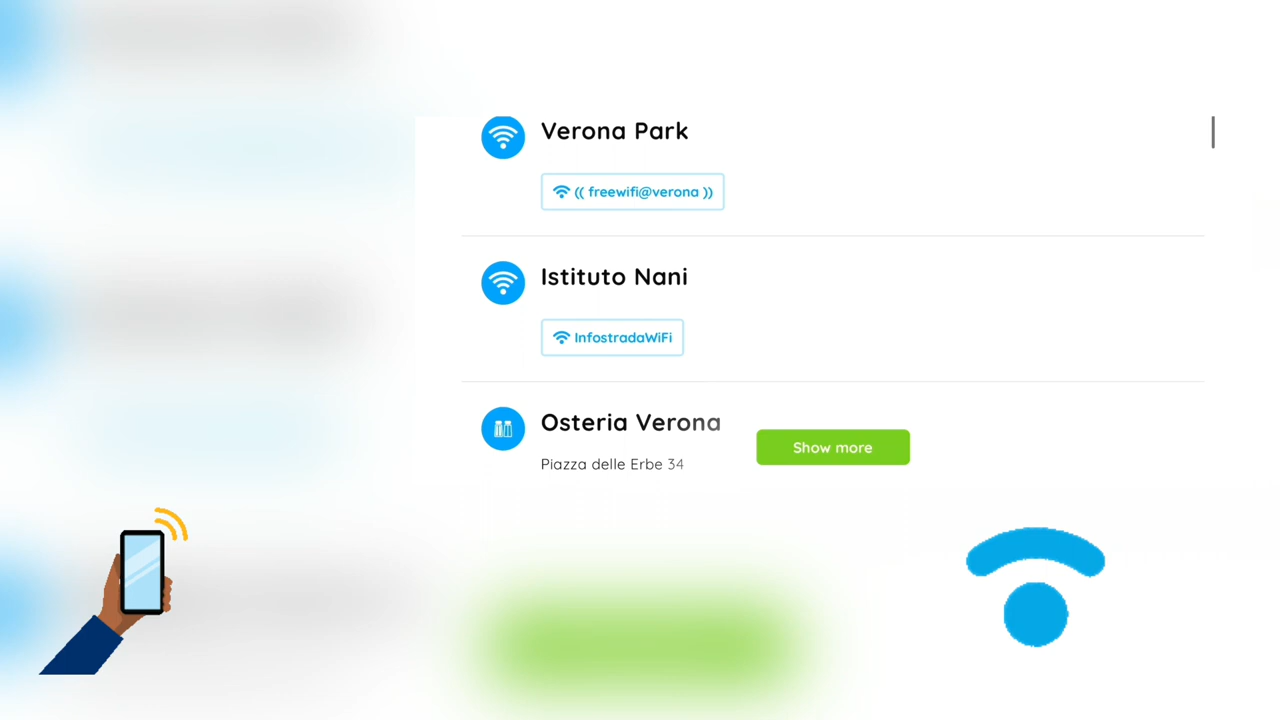 Verona Park
(( freewifi@verona ))
Istituto Nani
InfostradaWiFi
Osteria Verona
Piazza delle Erbe 34
Show more